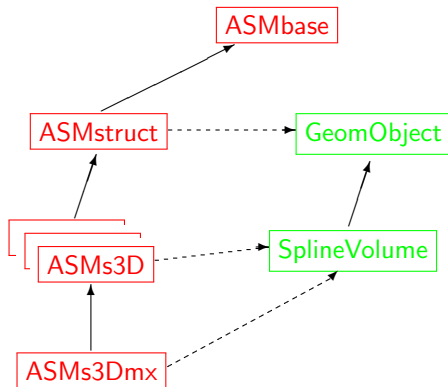 ASMbase
ASMstruct
GeomObject
ASMs3D
SplineVolume
ASMs3Dmx